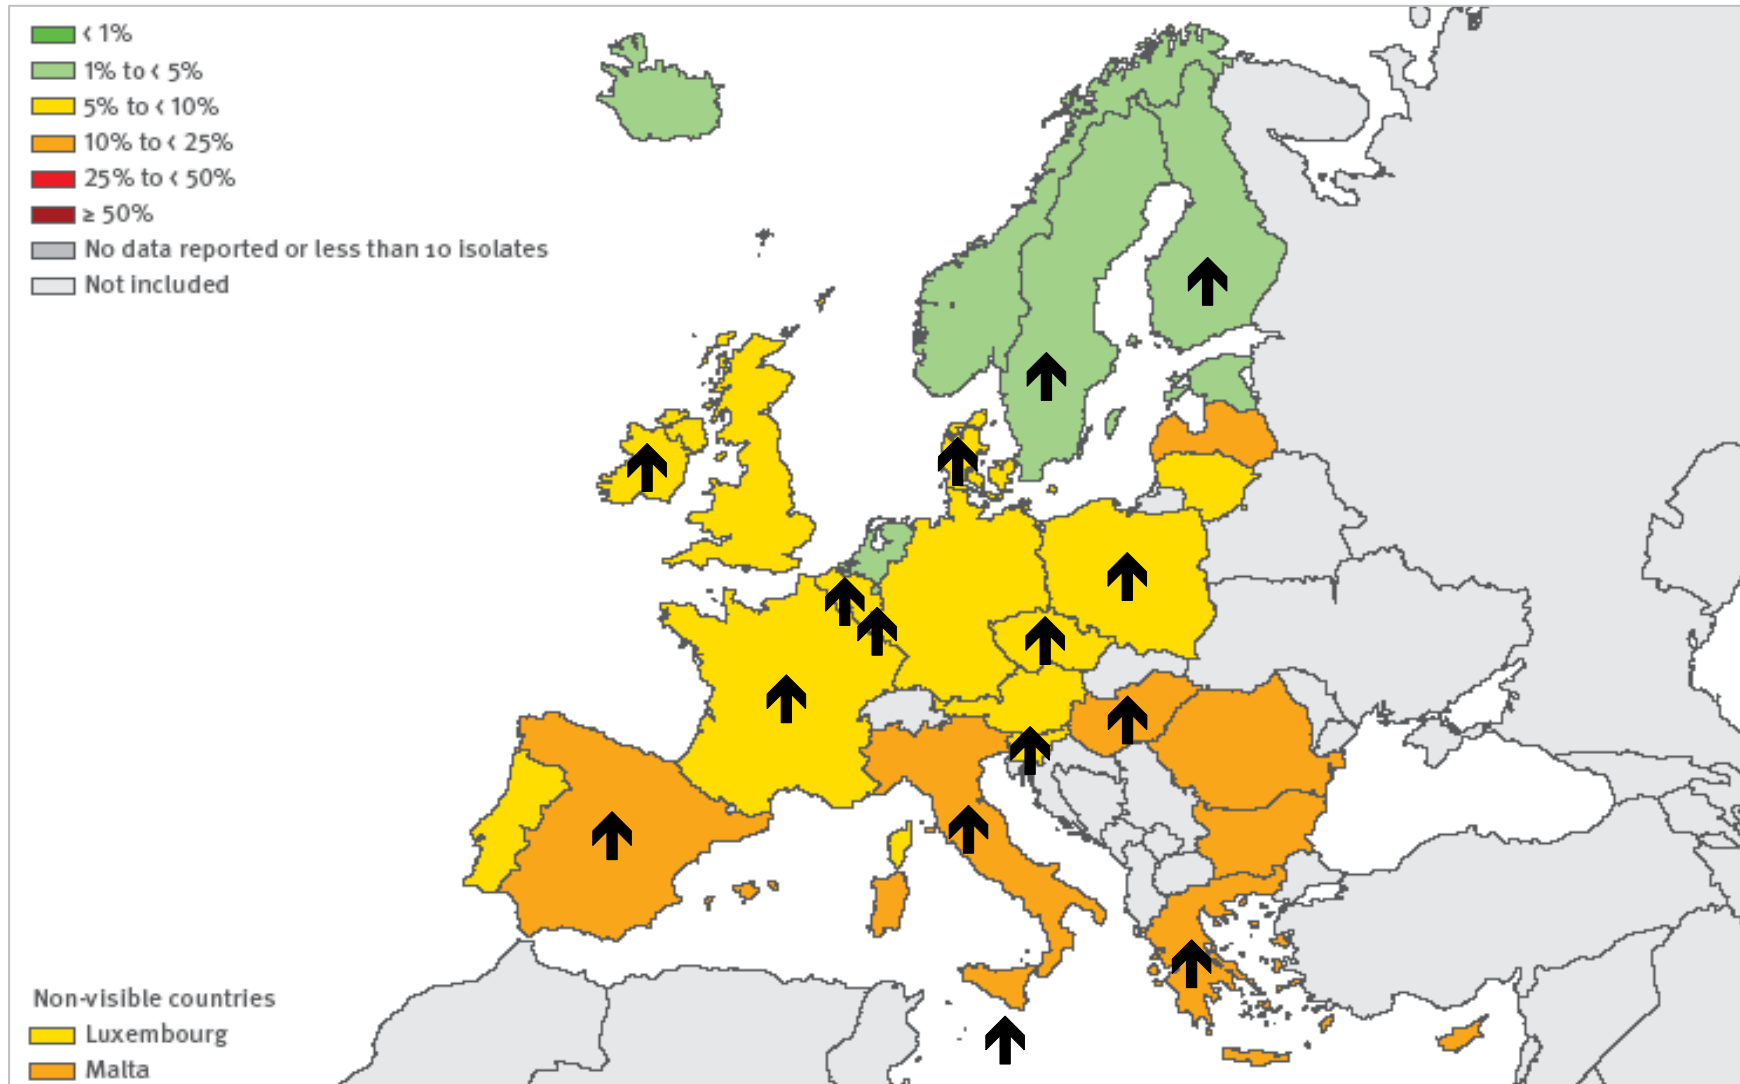 < 1%
1% to < 5%
5% to < 10%
10% to < 25%
25% to < 50%
≥ 50%
No data reported or less than 10 isolates
Not included
Non-visible countries
Luxembourg
Malta